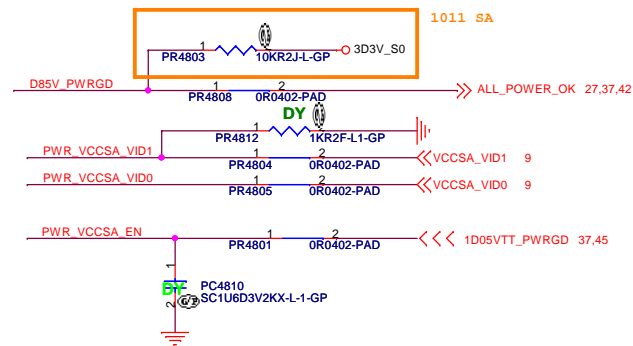 1011 SA
1 2
PR4803 10KR2J-L-GP 3D3V_S0
D85V_PWRGD 1 2 ALL_POWER_OK 27,37,42
PR4808 0R0402-PAD
DY
1 2
PR4812 1KR2F-L1-GP
PWR_VCCSA_VID1 1 2 VCCSA_VID1 9
PR4804 0R0402-PAD
PWR_VCCSA_VID0 1 2 VCCSA_VID0 9
PR4805 0R0402-PAD
PWR_VCCSA_EN 1 2 1D05VTT_PWRGD 37,45
PR4801 0R0402-PAD
1
DY PC4810
2 G/P SC1U6D3V2KX-L-1-GP